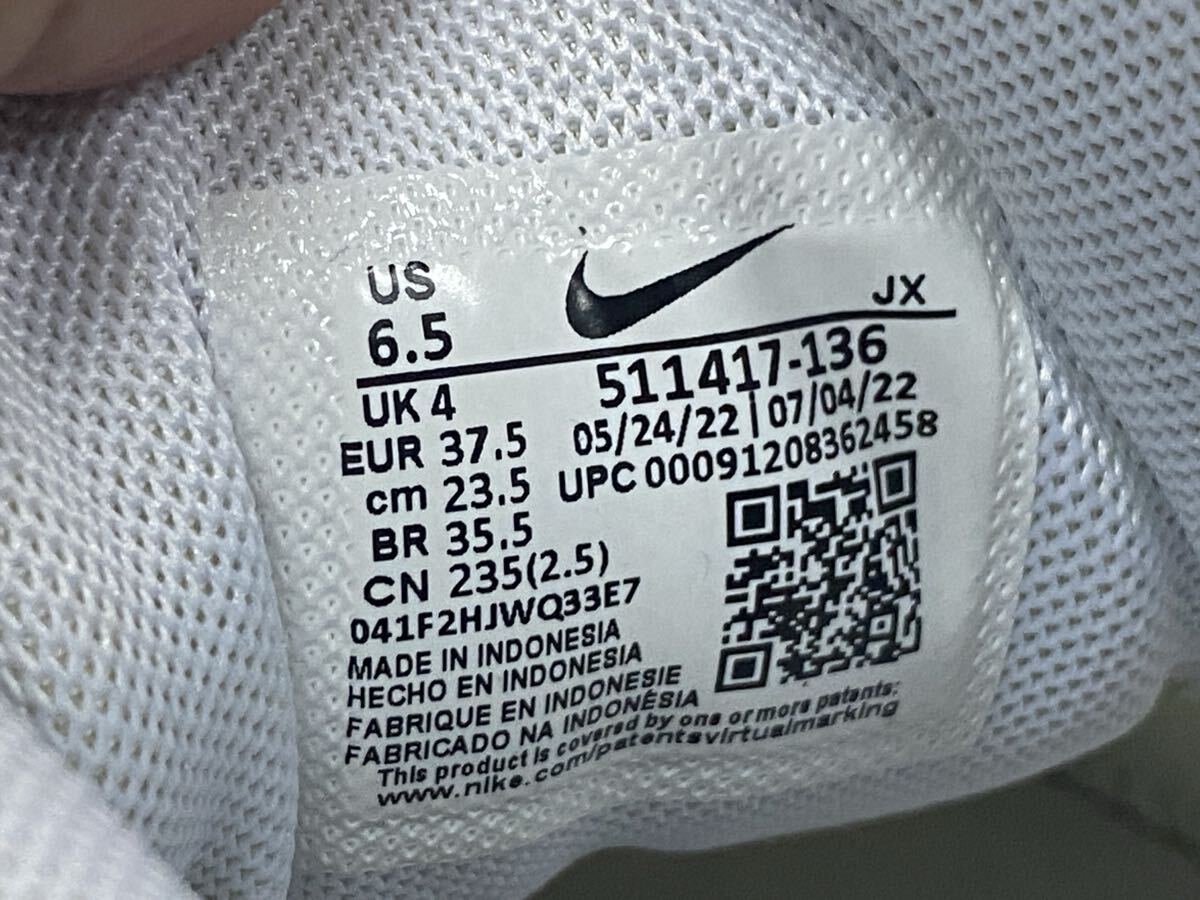 US
6.5
JX
UK 4
511417-136
EUR 37.5
05/24/22 | 07/04/22
cm 23.5
UPC 00091208362458
BR 35.5
CN 235(2.5)
041F2HJWQ33E7
MADE IN INDONESIA
HECHO EN INDONESIA
FABRIQUE EN INDONESIE
FABRICADO NA INDONÉSIA
This product is covered by one or more patents:
www.nike.com/patentsvirtualmarking